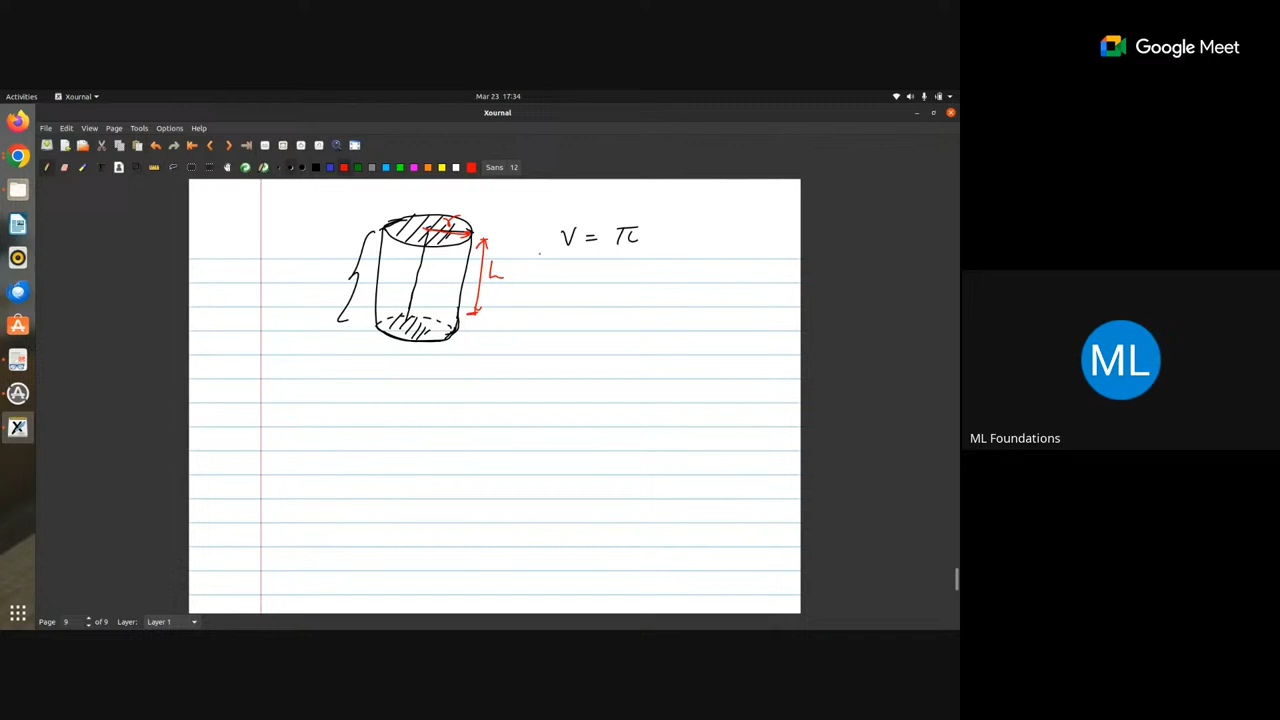 Google Meet
Activities Xournal Mar 23 17:34
Xournal
File Edit View Page Tools Options Help
Sans 12
r
V = π
h
ML
ML Foundations
Page 9 of 9 Layer: Layer 1